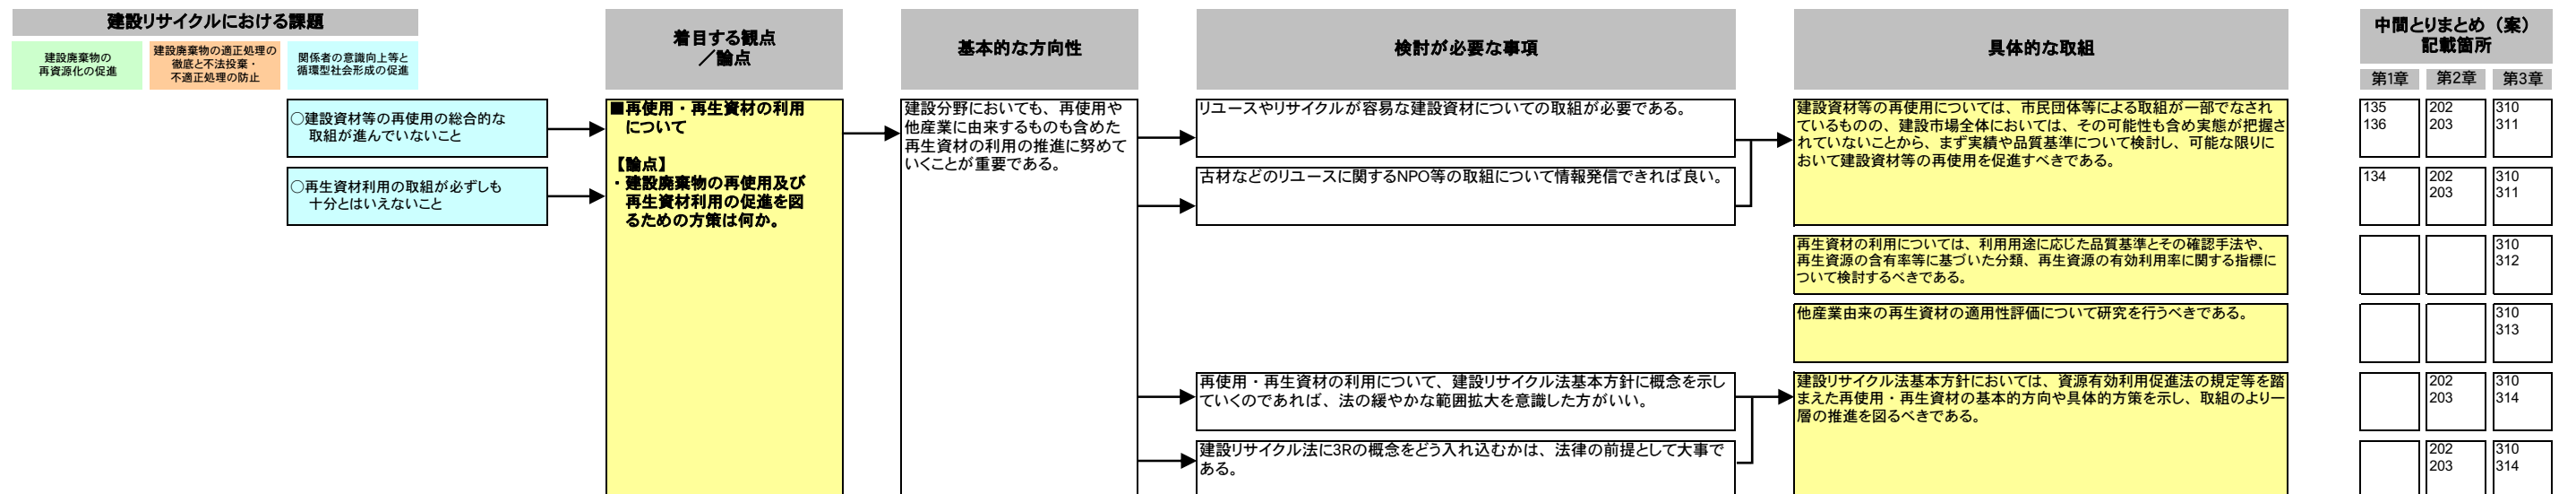 建設リサイクルにおける課題
建設廃棄物の
再資源化の促進
建設廃棄物の適正処理の
徹底と不法投棄・
不適正処理の防止
関係者の意識向上等と
循環型社会形成の促進
着目する観点
／論点
基本的な方向性
検討が必要な事項
具体的な取組
中間とりまとめ（案）
記載箇所
第1章
第2章
第3章
○建設資材等の再使用の総合的な
取組が進んでいないこと
○再生資材利用の取組が必ずしも
十分とはいえないこと
■再使用・再生資材の利用
について
【論点】
・建設廃棄物の再使用及び
再生資材利用の促進を図
るための方策は何か。
建設分野においても、再使用や
他産業に由来するものも含めた
再生資材の利用の推進に努めて
いくことが重要である。
リユースやリサイクルが容易な建設資材についての取組が必要である。
古材などのリユースに関するNPO等の取組について情報発信できれば良い。
再使用・再生資材の利用について、建設リサイクル法基本方針に概念を示し
ていくのであれば、法の緩やかな範囲拡大を意識した方がいい。
建設リサイクル法に3Rの概念をどう入れ込むかは、法律の前提として大事で
ある。
建設資材等の再使用については、市民団体等による取組が一部でなされ
ているものの、建設市場全体においては、その可能性も含め実態が把握さ
れていないことから、まず実績や品質基準について検討し、可能な限りに
おいて建設資材等の再使用を促進すべきである。
再生資材の利用については、利用用途に応じた品質基準とその確認手法や、
再生資源の含有率等に基づいた分類、再生資源の有効利用率に関する指標に
ついて検討するべきである。
他産業由来の再生資材の適用性評価について研究を行うべきである。
建設リサイクル法基本方針においては、資源有効利用促進法の規定等を踏
まえた再使用・再生資材の基本的方向や具体的方策を示し、取組のより一
層の推進を図るべきである。
135 202 310
136 203 311
134 202 310
203 311
310
312
310
313
202 310
203 314
202 310
203 314